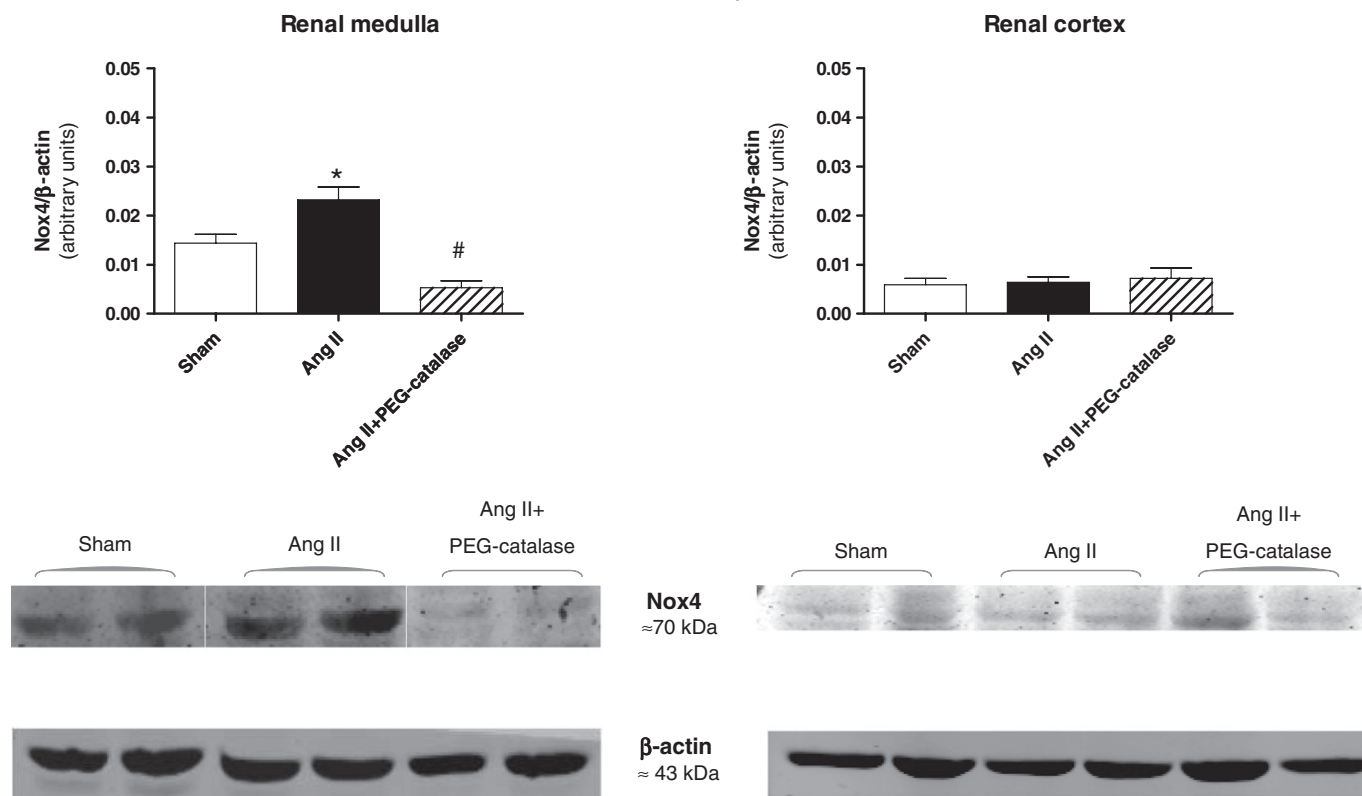 Renal medulla
0.05
0.04
0.03
0.02
0.01
0.00
Nox4/β-actin
(arbitrary units)
*
#
Sham
Ang II
Ang II+PEG-catalase
Renal cortex
0.05
0.04
0.03
0.02
0.01
0.00
Nox4/β-actin
(arbitrary units)
Sham
Ang II
Ang II+PEG-catalase
Sham
Ang II
Ang II+
PEG-catalase
Nox4
≈70 kDa
Sham
Ang II
Ang II+
PEG-catalase
β-actin
≈ 43 kDa